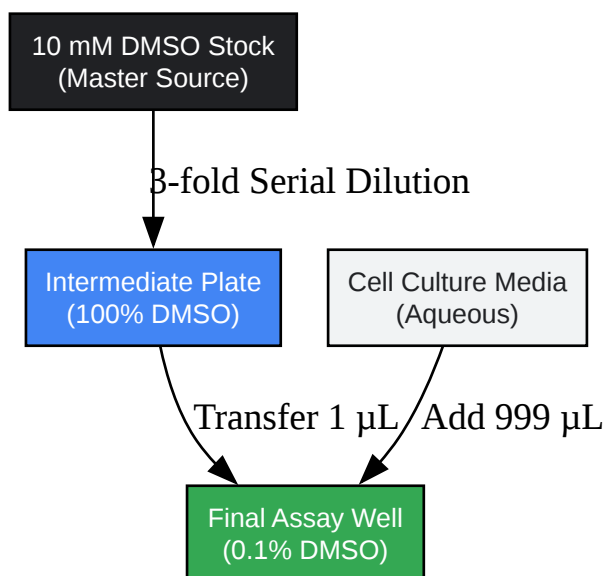 10 mM DMSO Stock
(Master Source)
3-fold Serial Dilution
Intermediate Plate
(100% DMSO)
Cell Culture Media
(Aqueous)
Transfer 1 µL
Add 999 µL
Final Assay Well
(0.1% DMSO)